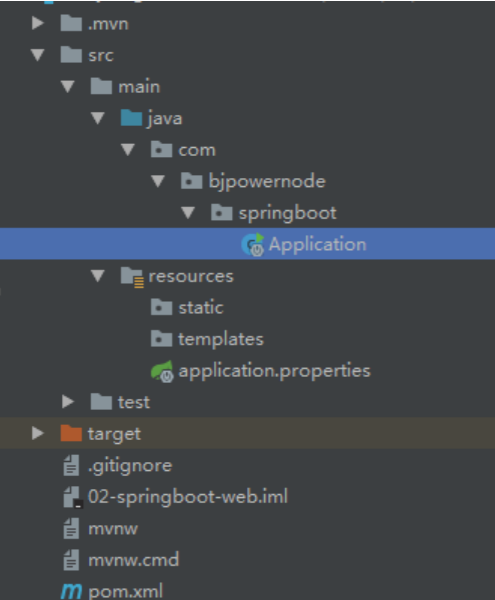 .mvn
src
main
java
com
bjpowernode
springboot
Application
resources
static
templates
application.properties
test
target
.gitignore
02-springboot-web.iml
mvnw
mvnw.cmd
pom.xml